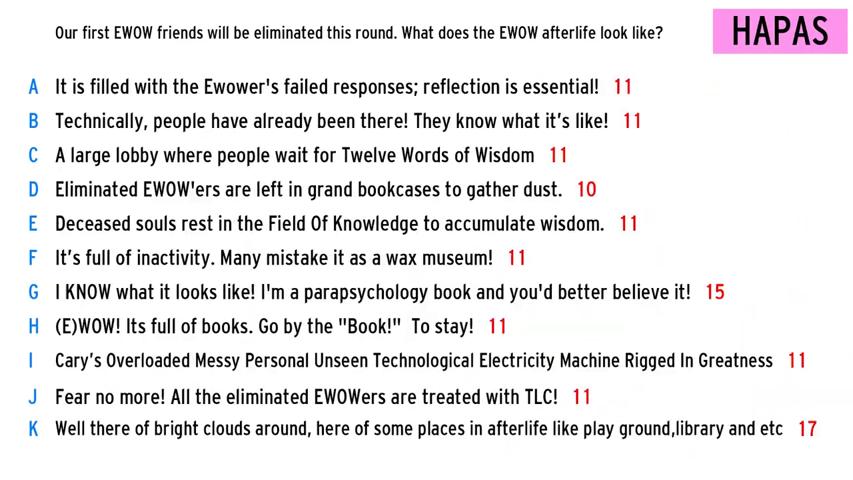 Our first EWOW friends will be eliminated this round. What does the EWOW afterlife look like?
HAPAS
A It is filled with the Ewower's failed responses; reflection is essential! 11
B Technically, people have already been there! They know what it’s like! 11
C A large lobby where people wait for Twelve Words of Wisdom 11
D Eliminated EWOW'ers are left in grand bookcases to gather dust. 10
E Deceased souls rest in the Field Of Knowledge to accumulate wisdom. 11
F It’s full of inactivity. Many mistake it as a wax museum! 11
G I KNOW what it looks like! I'm a parapsychology book and you'd better believe it! 15
H (E)WOW! Its full of books. Go by the "Book!" To stay! 11
I Cary’s Overloaded Messy Personal Unseen Technological Electricity Machine Rigged In Greatness 11
J Fear no more! All the eliminated EWOWers are treated with TLC! 11
K Well there of bright clouds around, here of some places in afterlife like play ground,library and etc 17